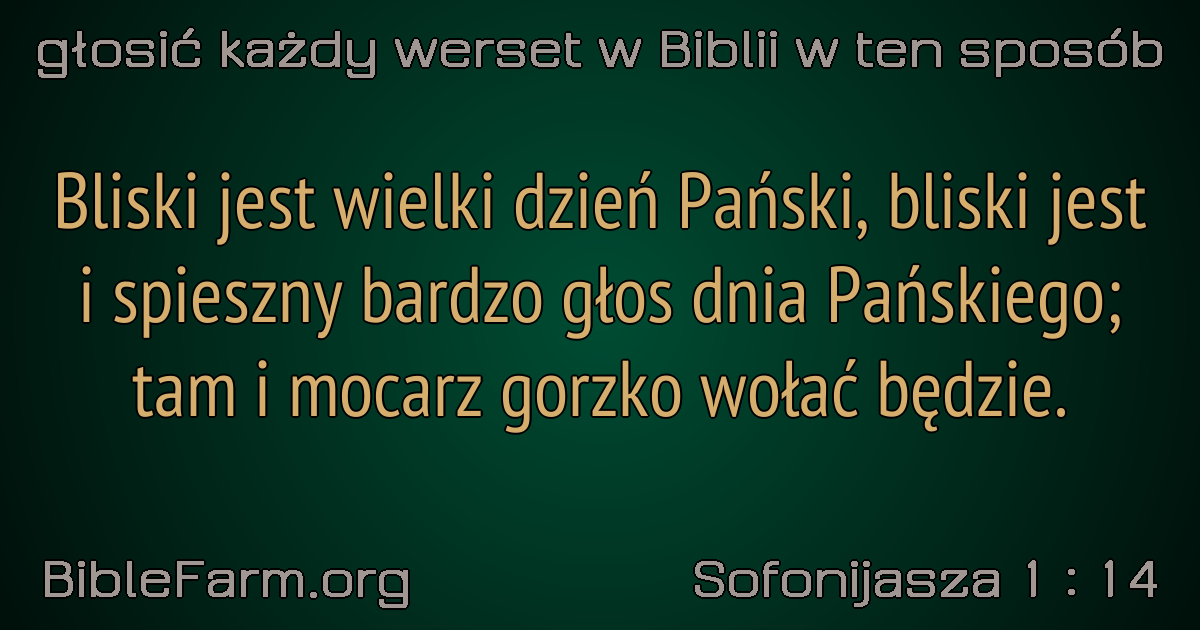 głosić każdy werset w Biblii w ten sposób
Bliski jest wielki dzień Pański, bliski jest
i spieszny bardzo głos dnia Pańskiego;
tam i mocarz gorzko wołać będzie.
BibleFarm.org
Sofonijasza 1 : 14